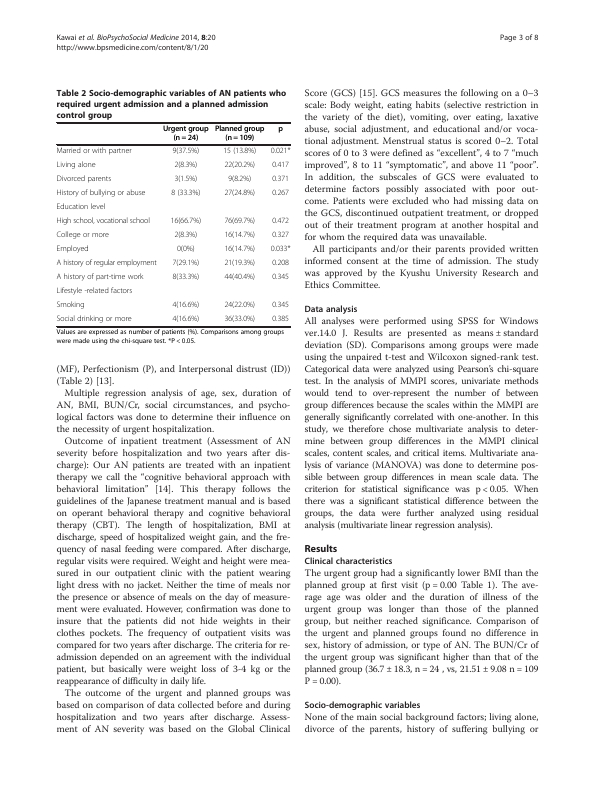 Kawai et al. BioPsychoSocial Medicine 2014, 8:20
http://www.bpsmedicine.com/content/8/1/20
Page 3 of 8
Table 2 Socio-demographic variables of AN patients who
required urgent admission and a planned admission
control group
Urgent group (n = 24) Planned group (n = 109) p
Married or with partner 9(37.5%) 15 (13.8%) 0.021*
Living alone 2(8.3%) 22(20.2%) 0.417
Divorced parents 3(1.5%) 9(8.2%) 0.371
History of bullying or abuse 8 (33.3%) 27(24.8%) 0.267
Education level
High school, vocational school 16(66.7%) 76(69.7%) 0.472
College or more 2(8.3%) 16(14.7%) 0.327
Employed 0(0%) 16(14.7%) 0.033*
A history of regular employment 7(29.1%) 21(19.3%) 0.208
A history of part-time work 8(33.3%) 44(40.4%) 0.345
Lifestyle -related factors
Smoking 4(16.6%) 24(22.0%) 0.345
Social drinking or more 4(16.6%) 36(33.0%) 0.385
Values are expressed as number of patients (%). Comparisons among groups
were made using the chi-square test. *P < 0.05.
(MF), Perfectionism (P), and Interpersonal distrust (ID))
(Table 2) [13].
Multiple regression analysis of age, sex, duration of
AN, BMI, BUN/Cr, social circumstances, and psycho-
logical factors was done to determine their influence on
the necessity of urgent hospitalization.
Outcome of inpatient treatment (Assessment of AN
severity before hospitalization and two years after dis-
charge): Our AN patients are treated with an inpatient
therapy we call the "cognitive behavioral approach with
behavioral limitation" [14]. This therapy follows the
guidelines of the Japanese treatment manual and is based
on operant behavioral therapy and cognitive behavioral
therapy (CBT). The length of hospitalization, BMI at
discharge, speed of hospitalized weight gain, and the fre-
quency of nasal feeding were compared. After discharge,
regular visits were required. Weight and height were mea-
sured in our outpatient clinic with the patient wearing
light dress with no jacket. Neither the time of meals nor
the presence or absence of meals on the day of measure-
ment were evaluated. However, confirmation was done to
insure that the patients did not hide weights in their
clothes pockets. The frequency of outpatient visits was
compared for two years after discharge. The criteria for re-
admission depended on an agreement with the individual
patient, but basically were weight loss of 3-4 kg or the
reappearance of difficulty in daily life.
The outcome of the urgent and planned groups was
based on comparison of data collected before and during
hospitalization and two years after discharge. Assess-
ment of AN severity was based on the Global Clinical
Score (GCS) [15]. GCS measures the following on a 0–3
scale: Body weight, eating habits (selective restriction in
the variety of the diet), vomiting, over eating, laxative
abuse, social adjustment, and educational and/or voca-
tional adjustment. Menstrual status is scored 0–2. Total
scores of 0 to 3 were defined as "excellent", 4 to 7 "much
improved", 8 to 11 "symptomatic", and above 11 "poor".
In addition, the subscales of GCS were evaluated to
determine factors possibly associated with poor out-
come. Patients were excluded who had missing data on
the GCS, discontinued outpatient treatment, or dropped
out of their treatment program at another hospital and
for whom the required data was unavailable.
All participants and/or their parents provided written
informed consent at the time of admission. The study
was approved by the Kyushu University Research and
Ethics Committee.
Data analysis
All analyses were performed using SPSS for Windows
ver.14.0 J. Results are presented as means ± standard
deviation (SD). Comparisons among groups were made
using the unpaired t-test and Wilcoxon signed-rank test.
Categorical data were analyzed using Pearson's chi-square
test. In the analysis of MMPI scores, univariate methods
would tend to over-represent the number of between
group differences because the scales within the MMPI are
generally significantly correlated with one-another. In this
study, we therefore chose multivariate analysis to deter-
mine between group differences in the MMPI clinical
scales, content scales, and critical items. Multivariate ana-
lysis of variance (MANOVA) was done to determine pos-
sible between group differences in mean scale data. The
criterion for statistical significance was p < 0.05. When
there was a significant statistical difference between the
groups, the data were further analyzed using residual
analysis (multivariate linear regression analysis).
Results
Clinical characteristics
The urgent group had a significantly lower BMI than the
planned group at first visit (p = 0.00 Table 1). The ave-
rage age was older and the duration of illness of the
urgent group was longer than those of the planned
group, but neither reached significance. Comparison of
the urgent and planned groups found no difference in
sex, history of admission, or type of AN. The BUN/Cr of
the urgent group was significant higher than that of the
planned group (36.7 ± 18.3, n = 24 , vs, 21.51 ± 9.08 n = 109
P = 0.00).
Socio-demographic variables
None of the main social background factors; living alone,
divorce of the parents, history of suffering bullying or